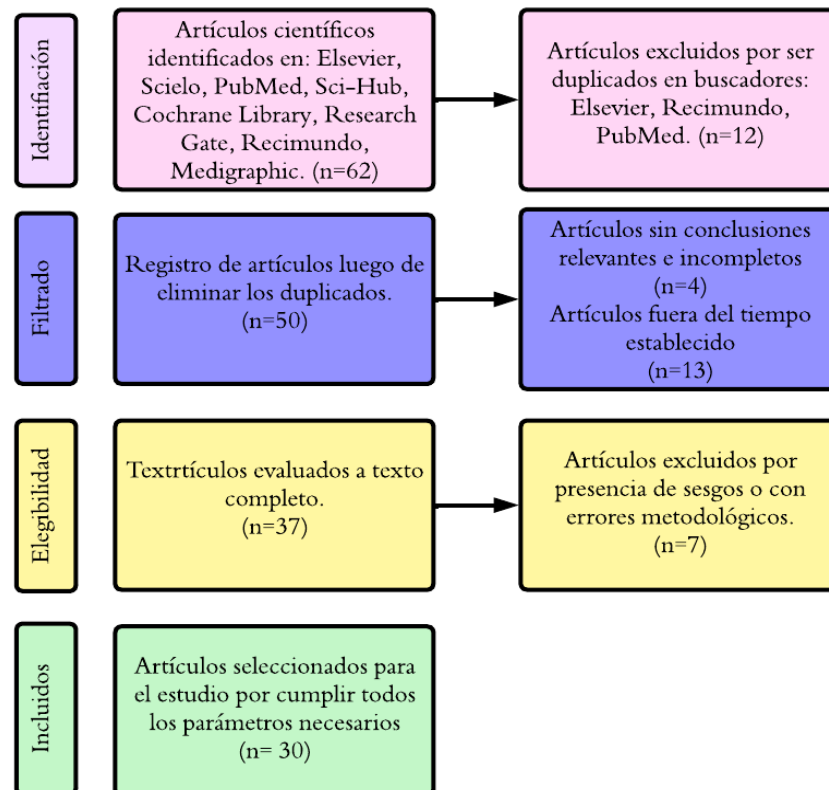 Identifiación
Artículos científicos
identificados en: Elsevier,
Scielo, PubMed, Sci-Hub,
Cochrane Library, Research
Gate, Recimundo,
Medigraphic. (n=62)
Artículos excluidos por ser
duplicados en buscadores:
Elsevier, Recimundo,
PubMed. (n=12)
Filtrado
Registro de artículos luego de
eliminar los duplicados.
(n=50)
Artículos sin conclusiones
relevantes e incompletos
(n=4)
Artículos fuera del tiempo
establecido
(n=13)
Elegibilidad
Textrtículos evaluados a texto
completo.
(n=37)
Artículos excluidos por
presencia de sesgos o con
errores metodológicos.
(n=7)
Incluidos
Artículos seleccionados para
el estudio por cumplir todos
los parámetros necesarios
(n= 30)